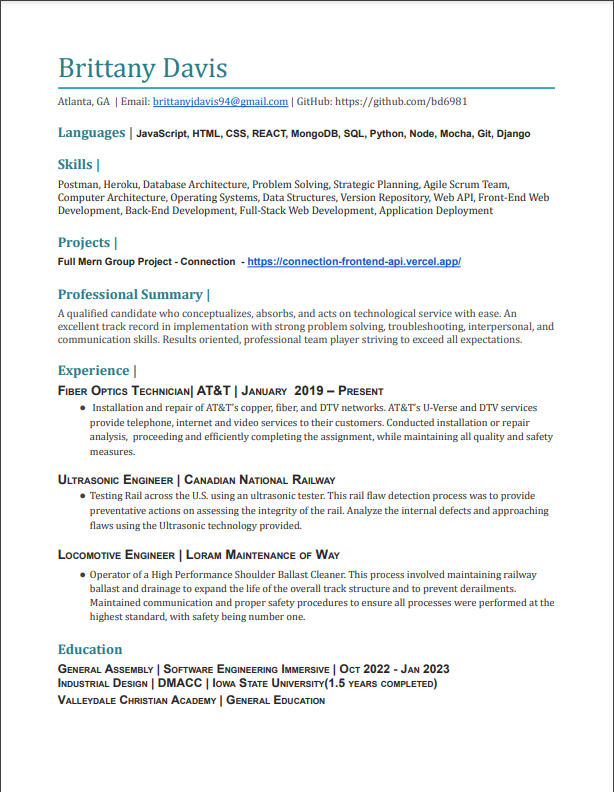 Brittany Davis
Atlanta, GA | Email: brittanyjdavis94@gmail.com | GitHub: https://github.com/bd6981
Languages | JavaScript, HTML, CSS, REACT, MongoDB, SQL, Python, Node, Mocha, Git, Django
Skills |
Postman, Heroku, Database Architecture, Problem Solving, Strategic Planning, Agile Scrum Team,
Computer Architecture, Operating Systems, Data Structures, Version Repository, Web API, Front-End Web
Development, Back-End Development, Full-Stack Web Development, Application Deployment
Projects |
Full Mern Group Project - Connection - https://connection-frontend-api.vercel.app/
Professional Summary |
A qualified candidate who conceptualizes, absorbs, and acts on technological service with ease. An
excellent track record in implementation with strong problem solving, troubleshooting, interpersonal, and
communication skills. Results oriented, professional team player striving to exceed all expectations.
Experience |
Fiber Optics Technician| AT&T | January 2019 – Present
● Installation and repair of AT&T's copper, fiber, and DTV networks. AT&T's U-Verse and DTV services
provide telephone, internet and video services to their customers. Conducted installation or repair
analysis, proceeding and efficiently completing the assignment, while maintaining all quality and safety
measures.
Ultrasonic Engineer | Canadian National Railway
● Testing Rail across the U.S. using an ultrasonic tester. This rail flaw detection process was to provide
preventative actions on assessing the integrity of the rail. Analyze the internal defects and approaching
flaws using the Ultrasonic technology provided.
Locomotive Engineer | Loram Maintenance of Way
● Operator of a High Performance Shoulder Ballast Cleaner. This process involved maintaining railway
ballast and drainage to expand the life of the overall track structure and to prevent derailments.
Maintained communication and proper safety procedures to ensure all processes were performed at the
highest standard, with safety being number one.
Education
General Assembly | Software Engineering Immersive | Oct 2022 - Jan 2023
Industrial Design | DMACC | Iowa State University(1.5 years completed)
Valleydale Christian Academy | General Education